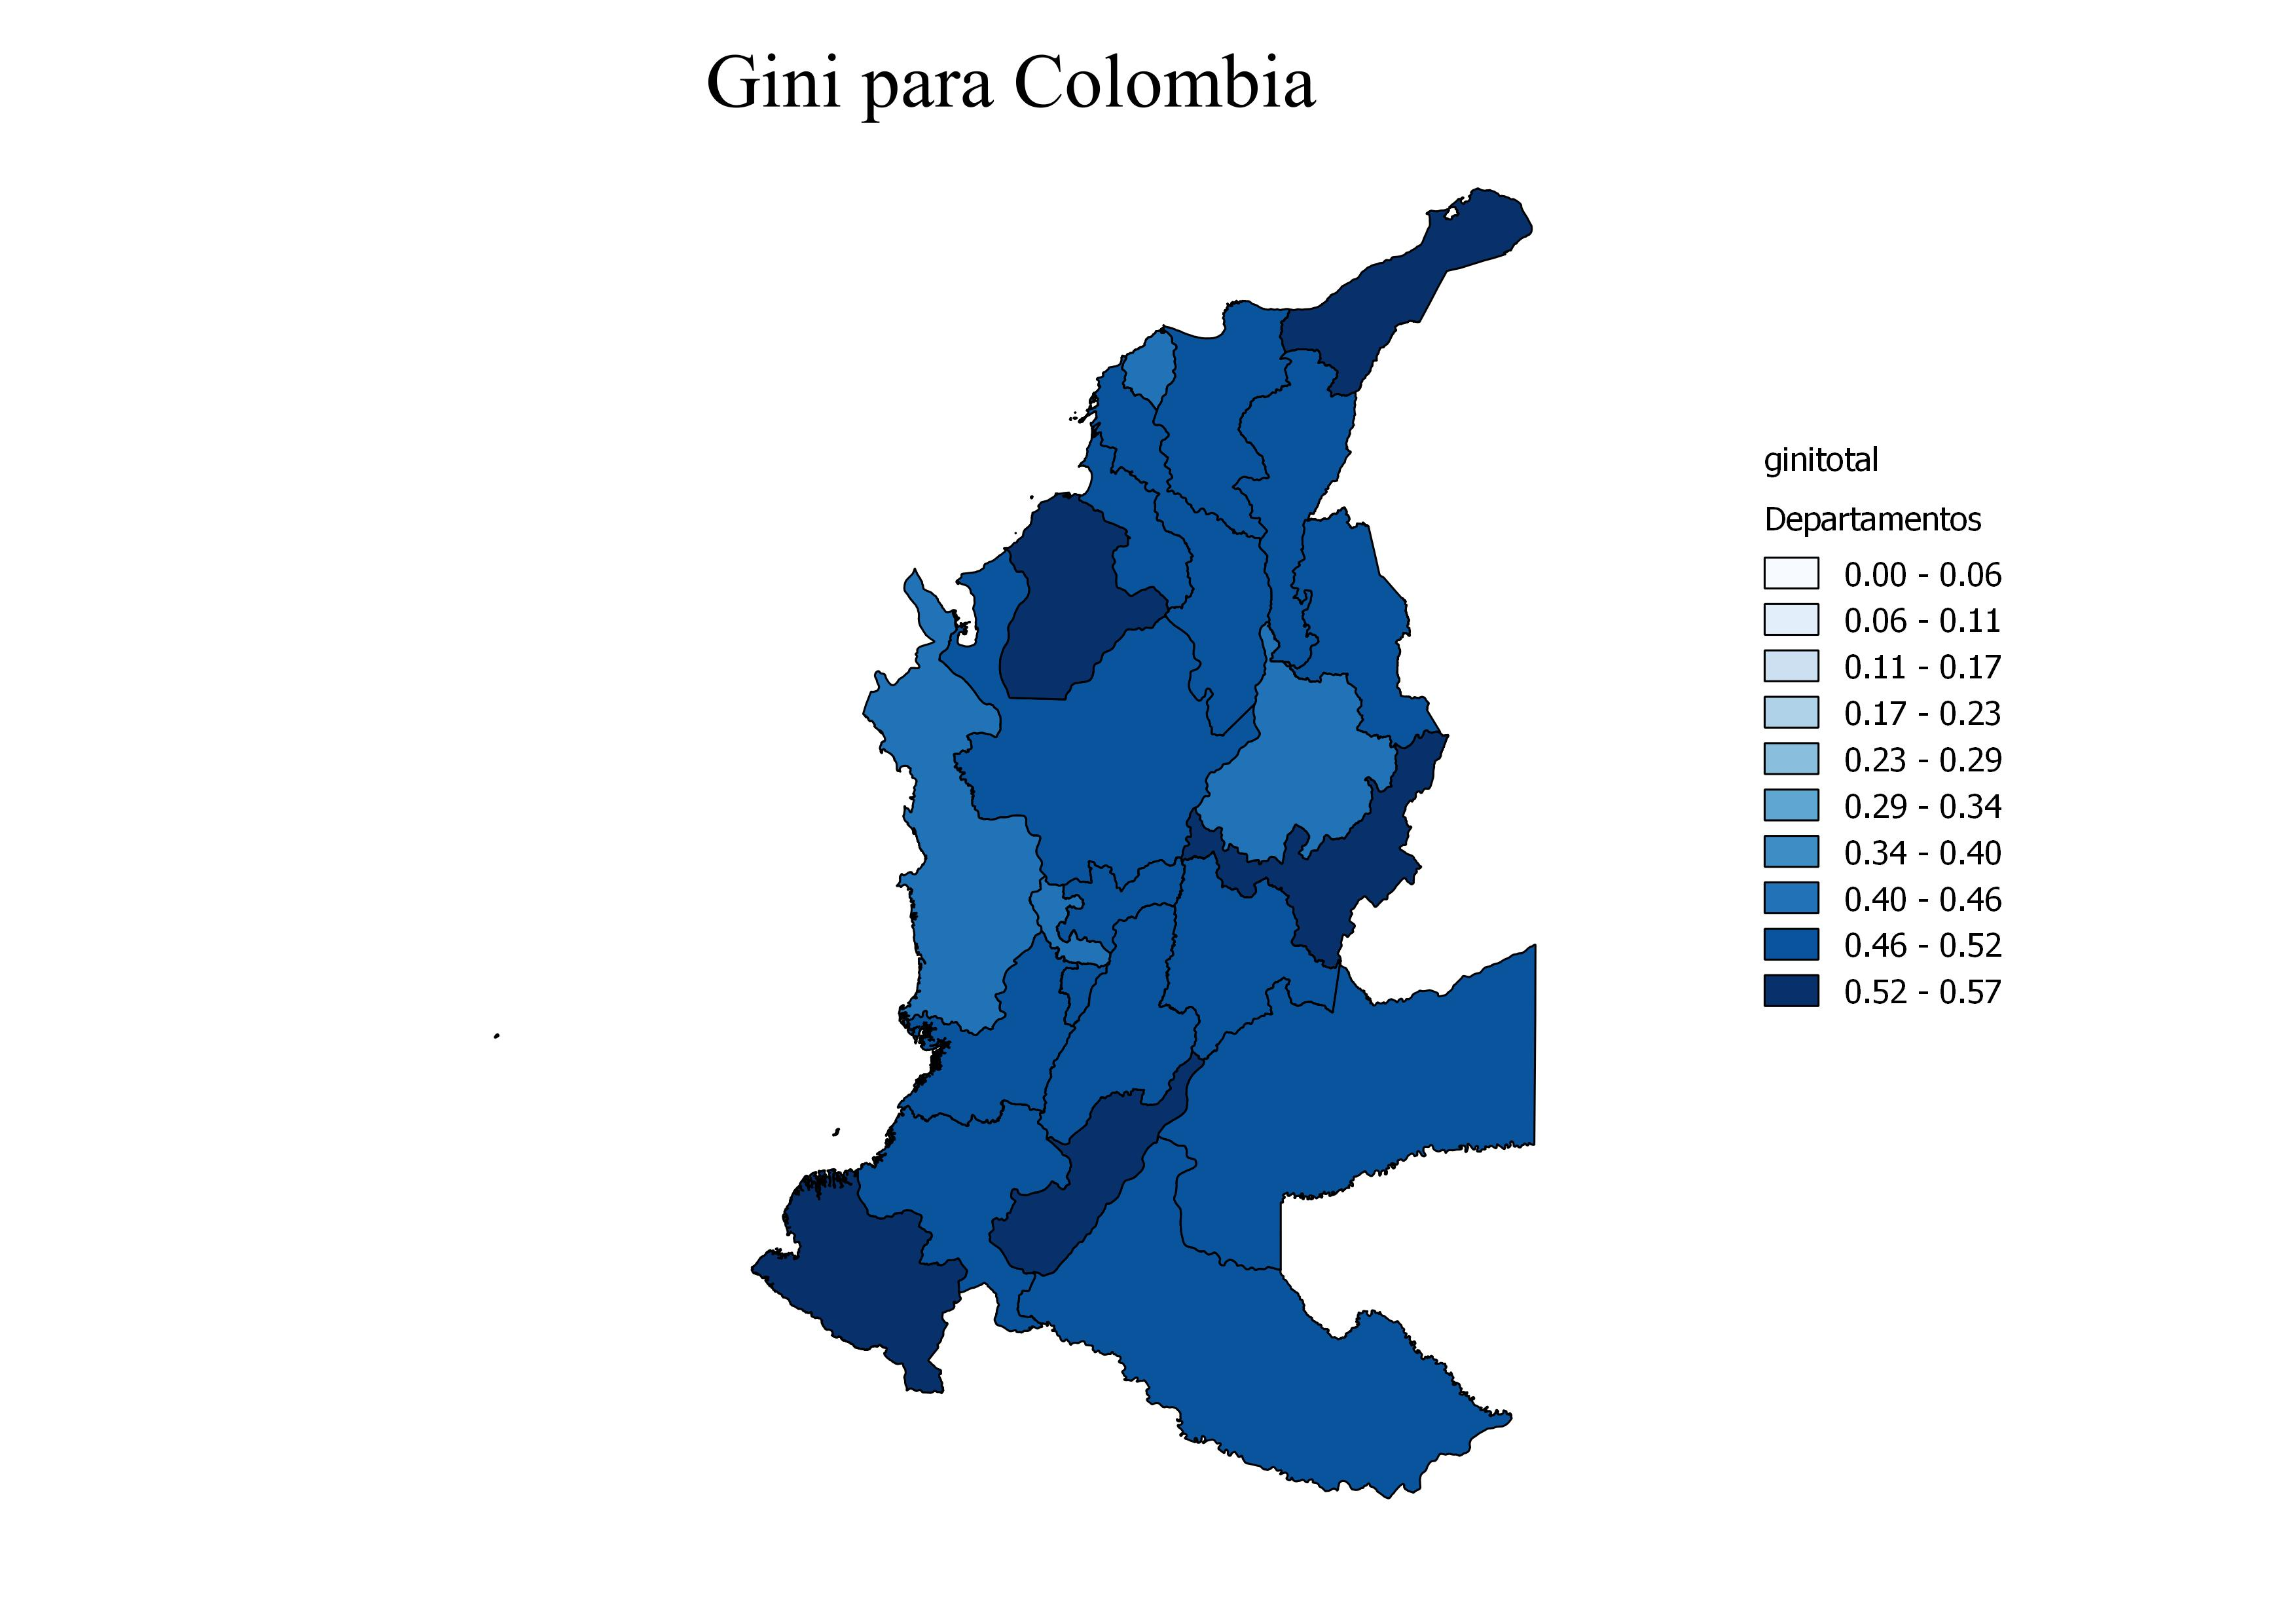 Gini para Colombia
ginitotal
Departamentos
0.00 - 0.06
0.06 - 0.11
0.11 - 0.17
0.17 - 0.23
0.23 - 0.29
0.29 - 0.34
0.34 - 0.40
0.40 - 0.46
0.46 - 0.52
0.52 - 0.57